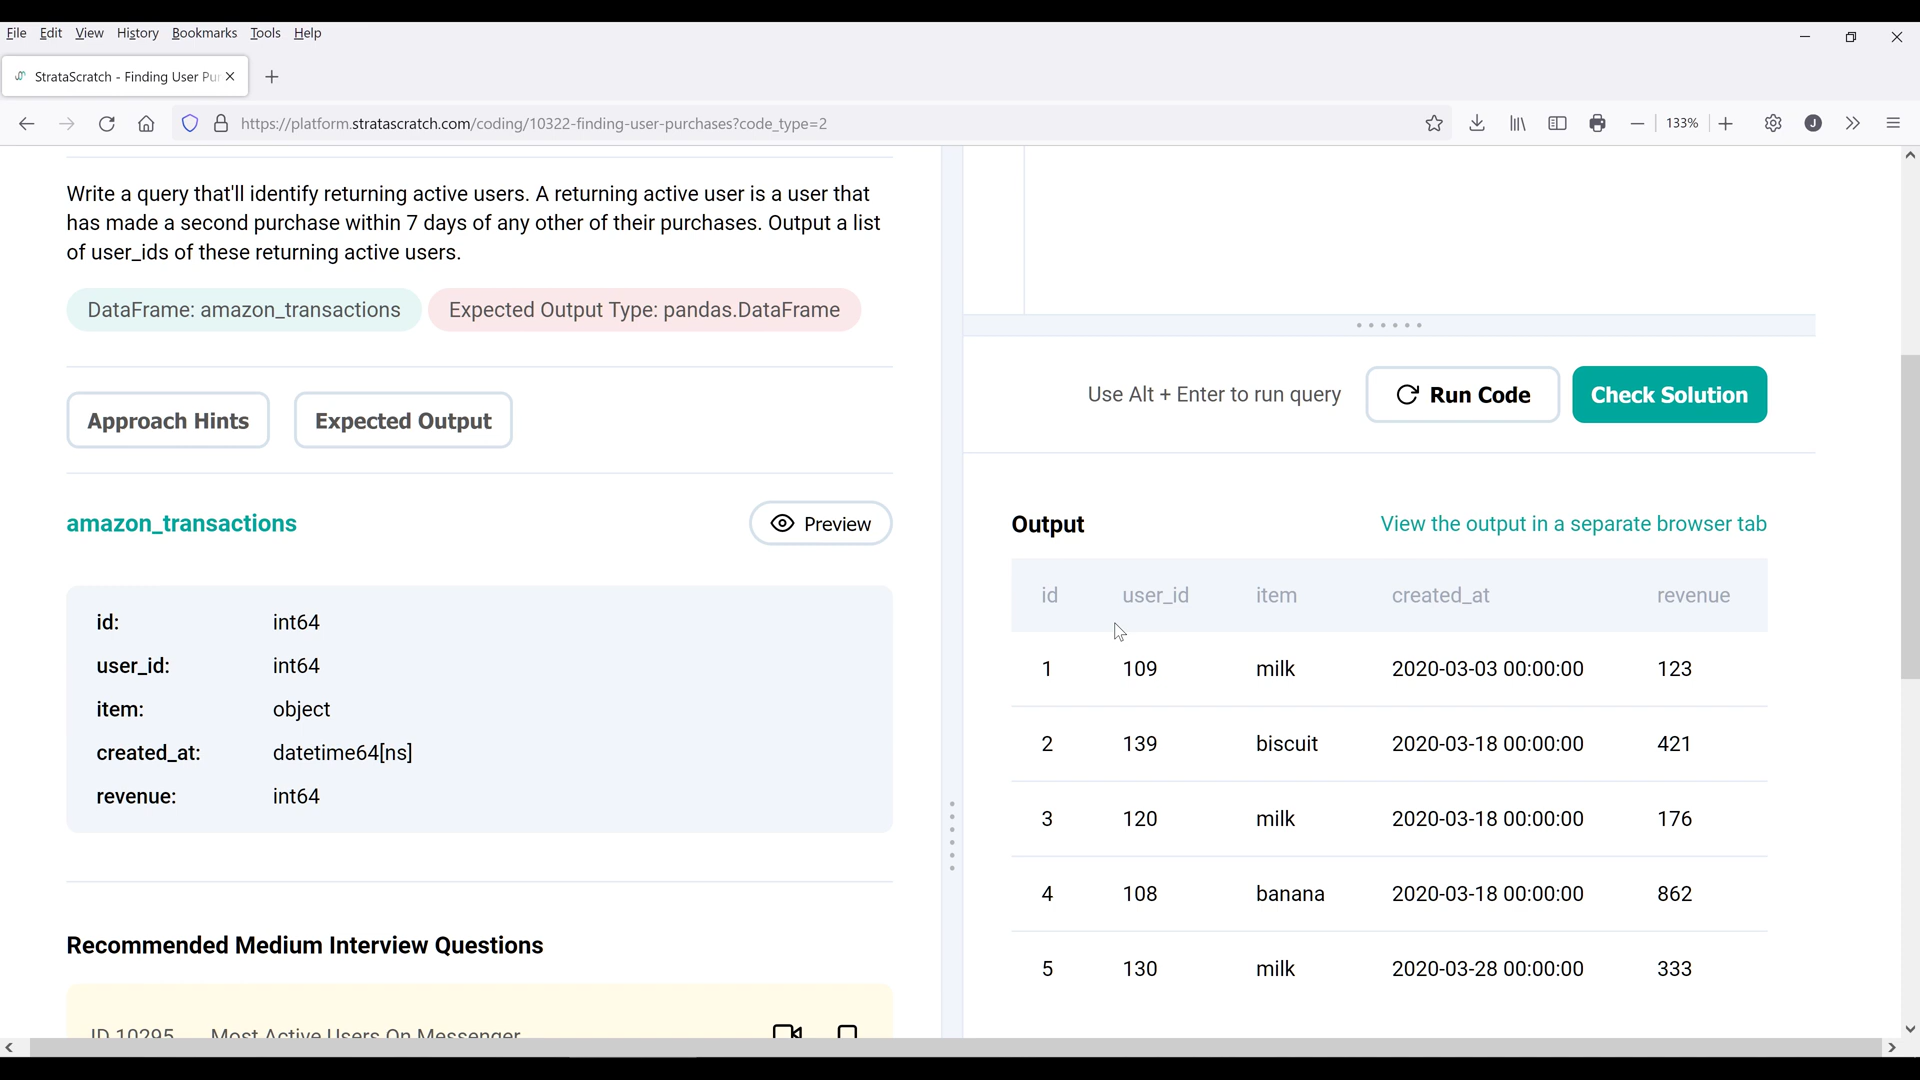 File Edit View History Bookmarks Tools Help
StrataScratch - Finding User Pur
https://platform.stratascratch.com/coding/10322-finding-user-purchases?code_type=2
133%
J
Write a query that'll identify returning active users. A returning active user is a user that
has made a second purchase within 7 days of any other of their purchases. Output a list
of user_ids of these returning active users.
DataFrame: amazon_transactions
Expected Output Type: pandas.DataFrame
Approach Hints
Expected Output
amazon_transactions
Preview
id: int64
user_id: int64
item: object
created_at: datetime64[ns]
revenue: int64
Recommended Medium Interview Questions
ID 10295 Most Active Users On Messenger
Use Alt + Enter to run query
Run Code
Check Solution
Output
View the output in a separate browser tab
id user_id item created_at revenue
1 109 milk 2020-03-03 00:00:00 123
2 139 biscuit 2020-03-18 00:00:00 421
3 120 milk 2020-03-18 00:00:00 176
4 108 banana 2020-03-18 00:00:00 862
5 130 milk 2020-03-28 00:00:00 333